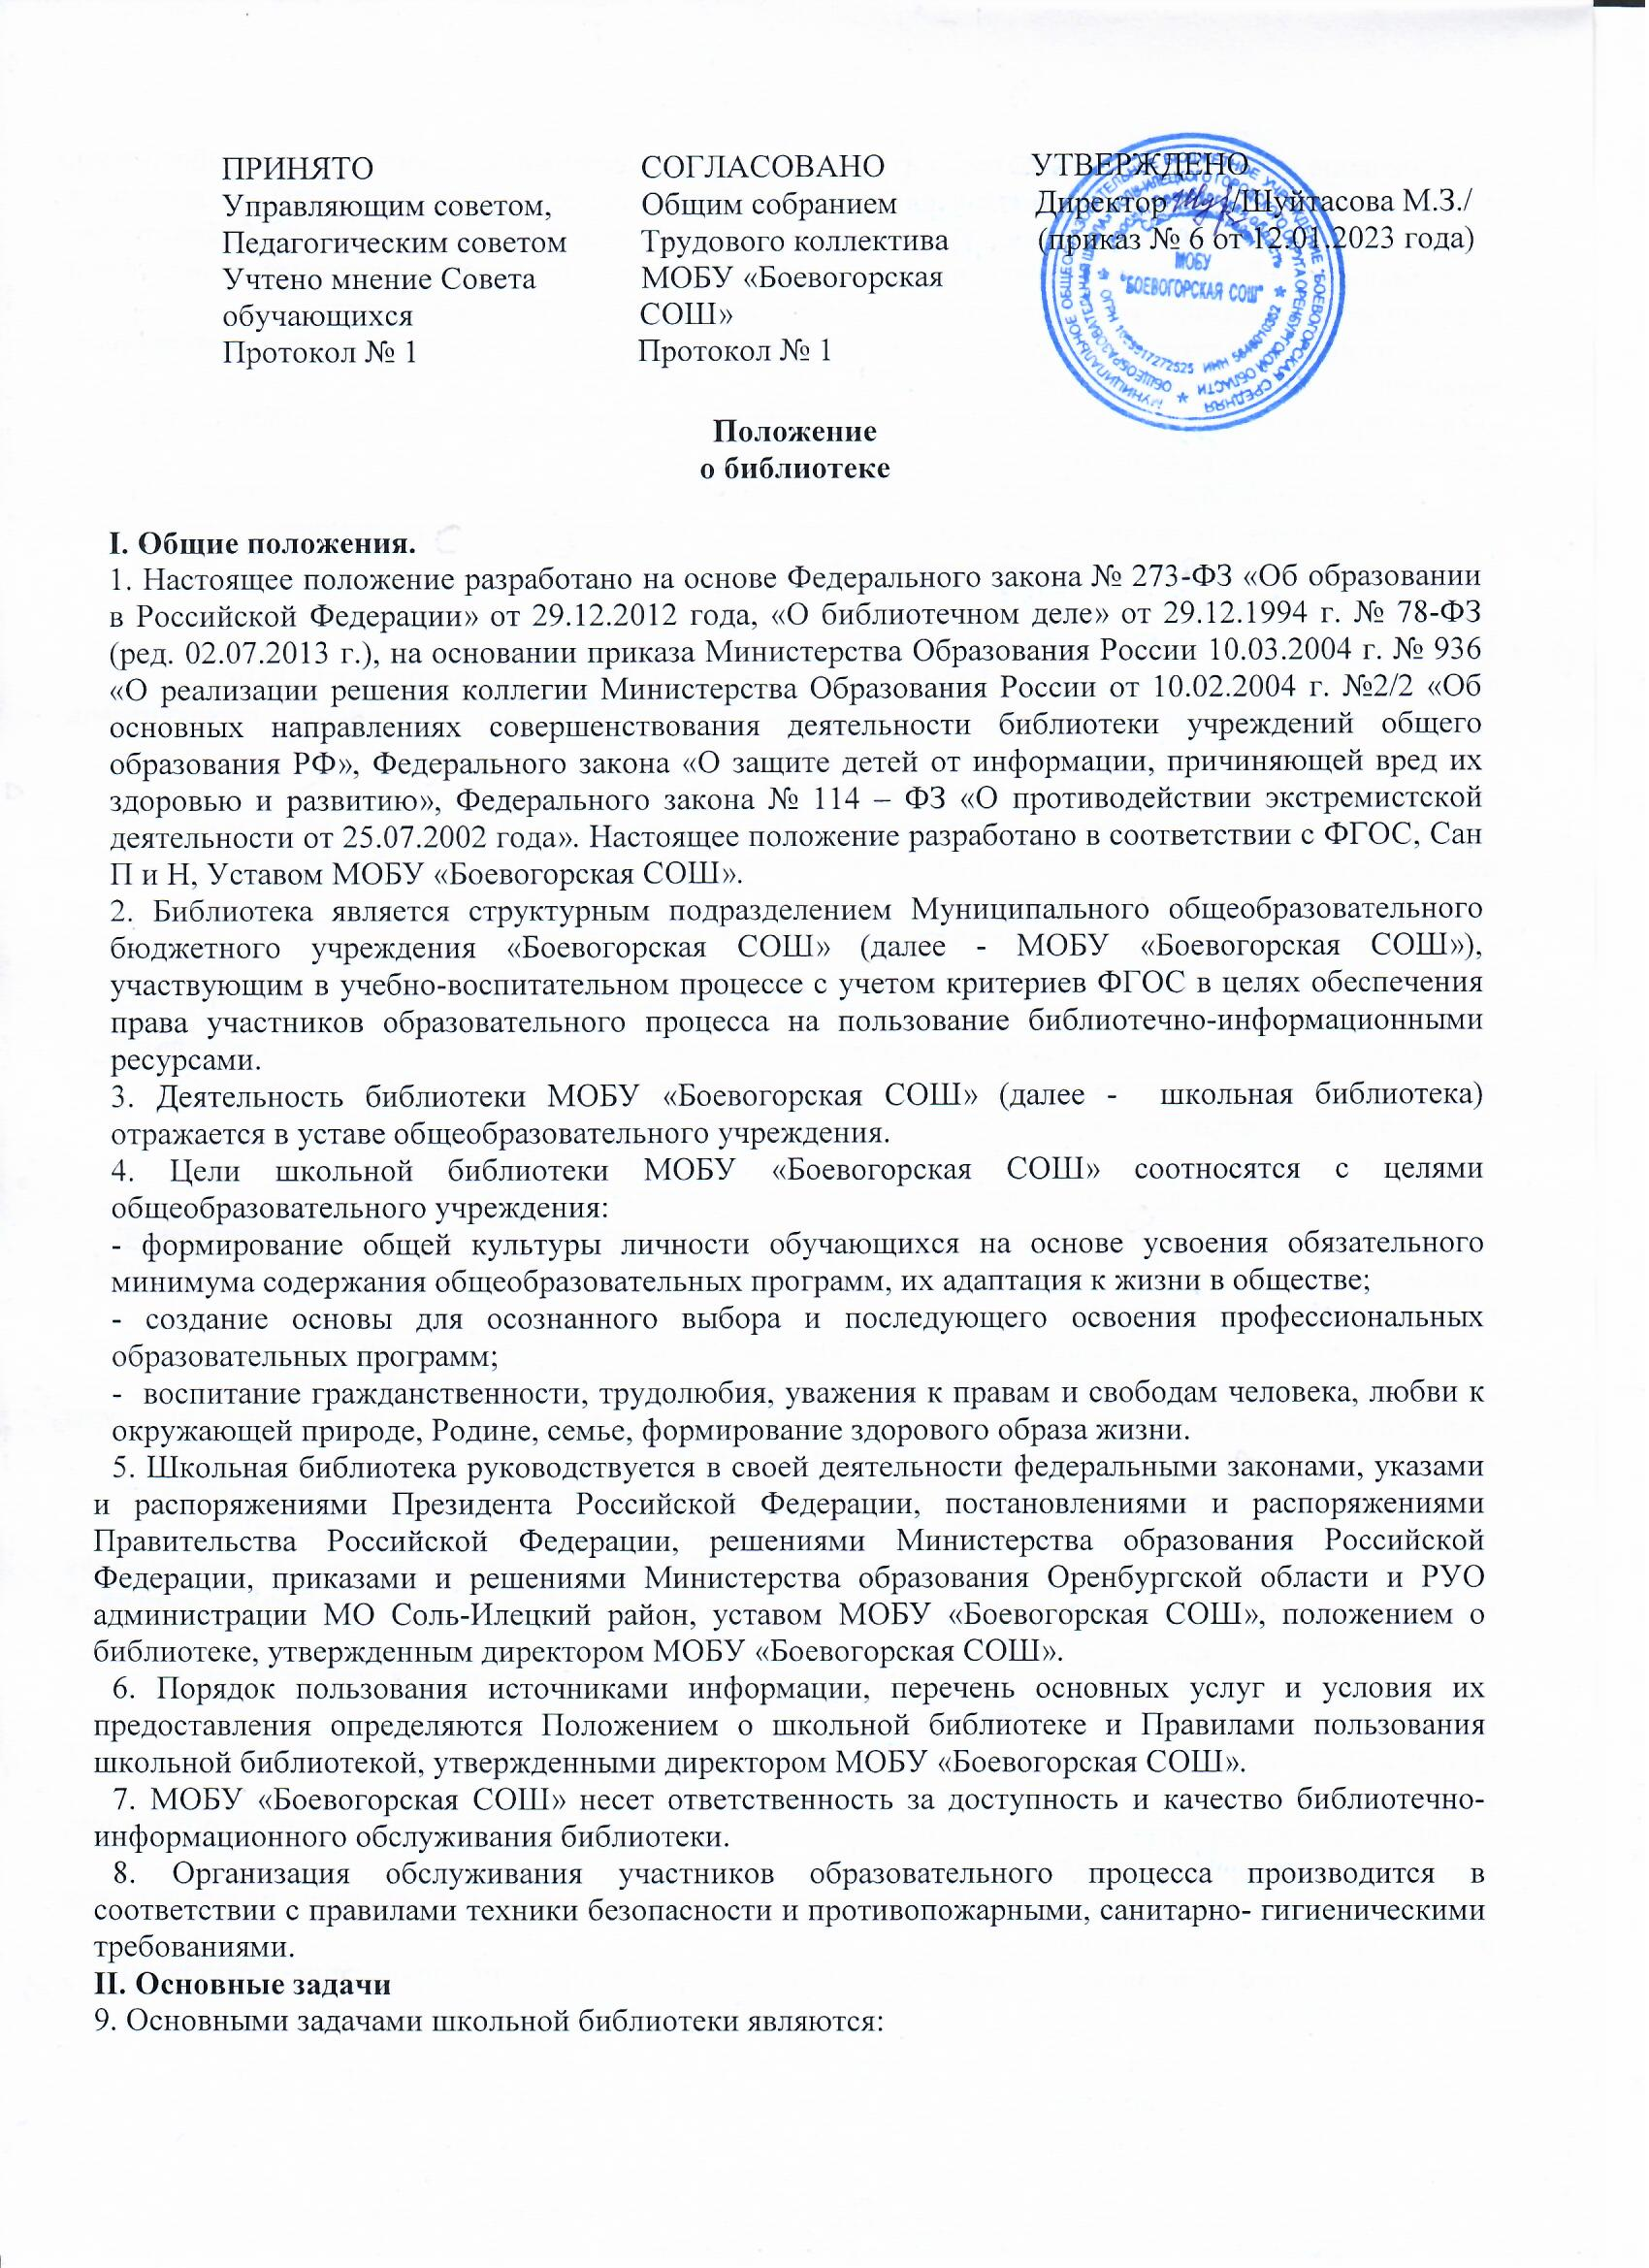 ПРИНЯТО
Управляющим советом,
Педагогическим советом
Учтено мнение Совета
обучающихся
Протокол № 1
СОГЛАСОВАНО
Общим собранием
Трудового коллектива
МОБУ «Боевогорская
СОШ»
Протокол № 1
УТВЕРЖДЕНО
Директор /Шуйтасова М.З./
(приказ № 6 от 12.01.2023 года)
МОБУ
"БОЕВОГОРСКАЯ СОШ"
Положение
о библиотеке
I. Общие положения.
1. Настоящее положение разработано на основе Федерального закона № 273-ФЗ «Об образовании
в Российской Федерации» от 29.12.2012 года, «О библиотечном деле» от 29.12.1994 г. № 78-ФЗ
(ред. 02.07.2013 г.), на основании приказа Министерства Образования России 10.03.2004 г. № 936
«О реализации решения коллегии Министерства Образования России от 10.02.2004 г. №2/2 «Об
основных направлениях совершенствования деятельности библиотеки учреждений общего
образования РФ», Федерального закона «О защите детей от информации, причиняющей вред их
здоровью и развитию», Федерального закона № 114 – ФЗ «О противодействии экстремистской
деятельности от 25.07.2002 года». Настоящее положение разработано в соответствии с ФГОС, Сан
П и Н, Уставом МОБУ «Боевогорская СОШ».
2. Библиотека является структурным подразделением Муниципального общеобразовательного
бюджетного учреждения «Боевогорская СОШ» (далее - МОБУ «Боевогорская СОШ»),
участвующим в учебно-воспитательном процессе с учетом критериев ФГОС в целях обеспечения
права участников образовательного процесса на пользование библиотечно-информационными
ресурсами.
3. Деятельность библиотеки МОБУ «Боевогорская СОШ» (далее - школьная библиотека)
отражается в уставе общеобразовательного учреждения.
4. Цели школьной библиотеки МОБУ «Боевогорская СОШ» соотносятся с целями
общеобразовательного учреждения:
- формирование общей культуры личности обучающихся на основе усвоения обязательного
минимума содержания общеобразовательных программ, их адаптация к жизни в обществе;
- создание основы для осознанного выбора и последующего освоения профессиональных
образовательных программ;
- воспитание гражданственности, трудолюбия, уважения к правам и свободам человека, любви к
окружающей природе, Родине, семье, формирование здорового образа жизни.
5. Школьная библиотека руководствуется в своей деятельности федеральными законами, указами
и распоряжениями Президента Российской Федерации, постановлениями и распоряжениями
Правительства Российской Федерации, решениями Министерства образования Российской
Федерации, приказами и решениями Министерства образования Оренбургской области и РУО
администрации МО Соль-Илецкий район, уставом МОБУ «Боевогорская СОШ», положением о
библиотеке, утвержденным директором МОБУ «Боевогорская СОШ».
6. Порядок пользования источниками информации, перечень основных услуг и условия их
предоставления определяются Положением о школьной библиотеке и Правилами пользования
школьной библиотекой, утвержденными директором МОБУ «Боевогорская СОШ».
7. МОБУ «Боевогорская СОШ» несет ответственность за доступность и качество библиотечно-
информационного обслуживания библиотеки.
8. Организация обслуживания участников образовательного процесса производится в
соответствии с правилами техники безопасности и противопожарными, санитарно- гигиеническими
требованиями.
II. Основные задачи
9. Основными задачами школьной библиотеки являются: